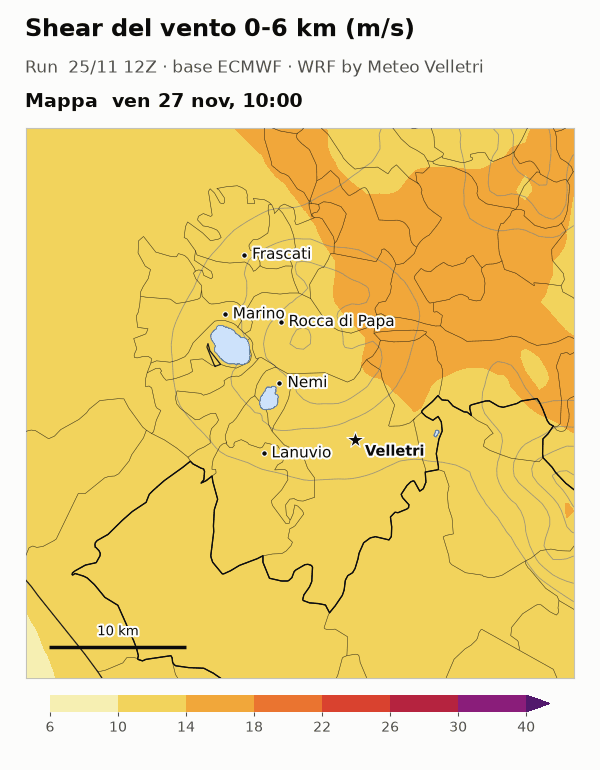 Shear del vento 0-6 km (m/s)
Run 25/11 12Z · base ECMWF · WRF by Meteo Velletri
Mappa ven 27 nov, 10:00
Frascati
Marino
Rocca di Papa
Nemi
Velletri
Lanuvio
10 km
6 10 14 18 22 26 30 40